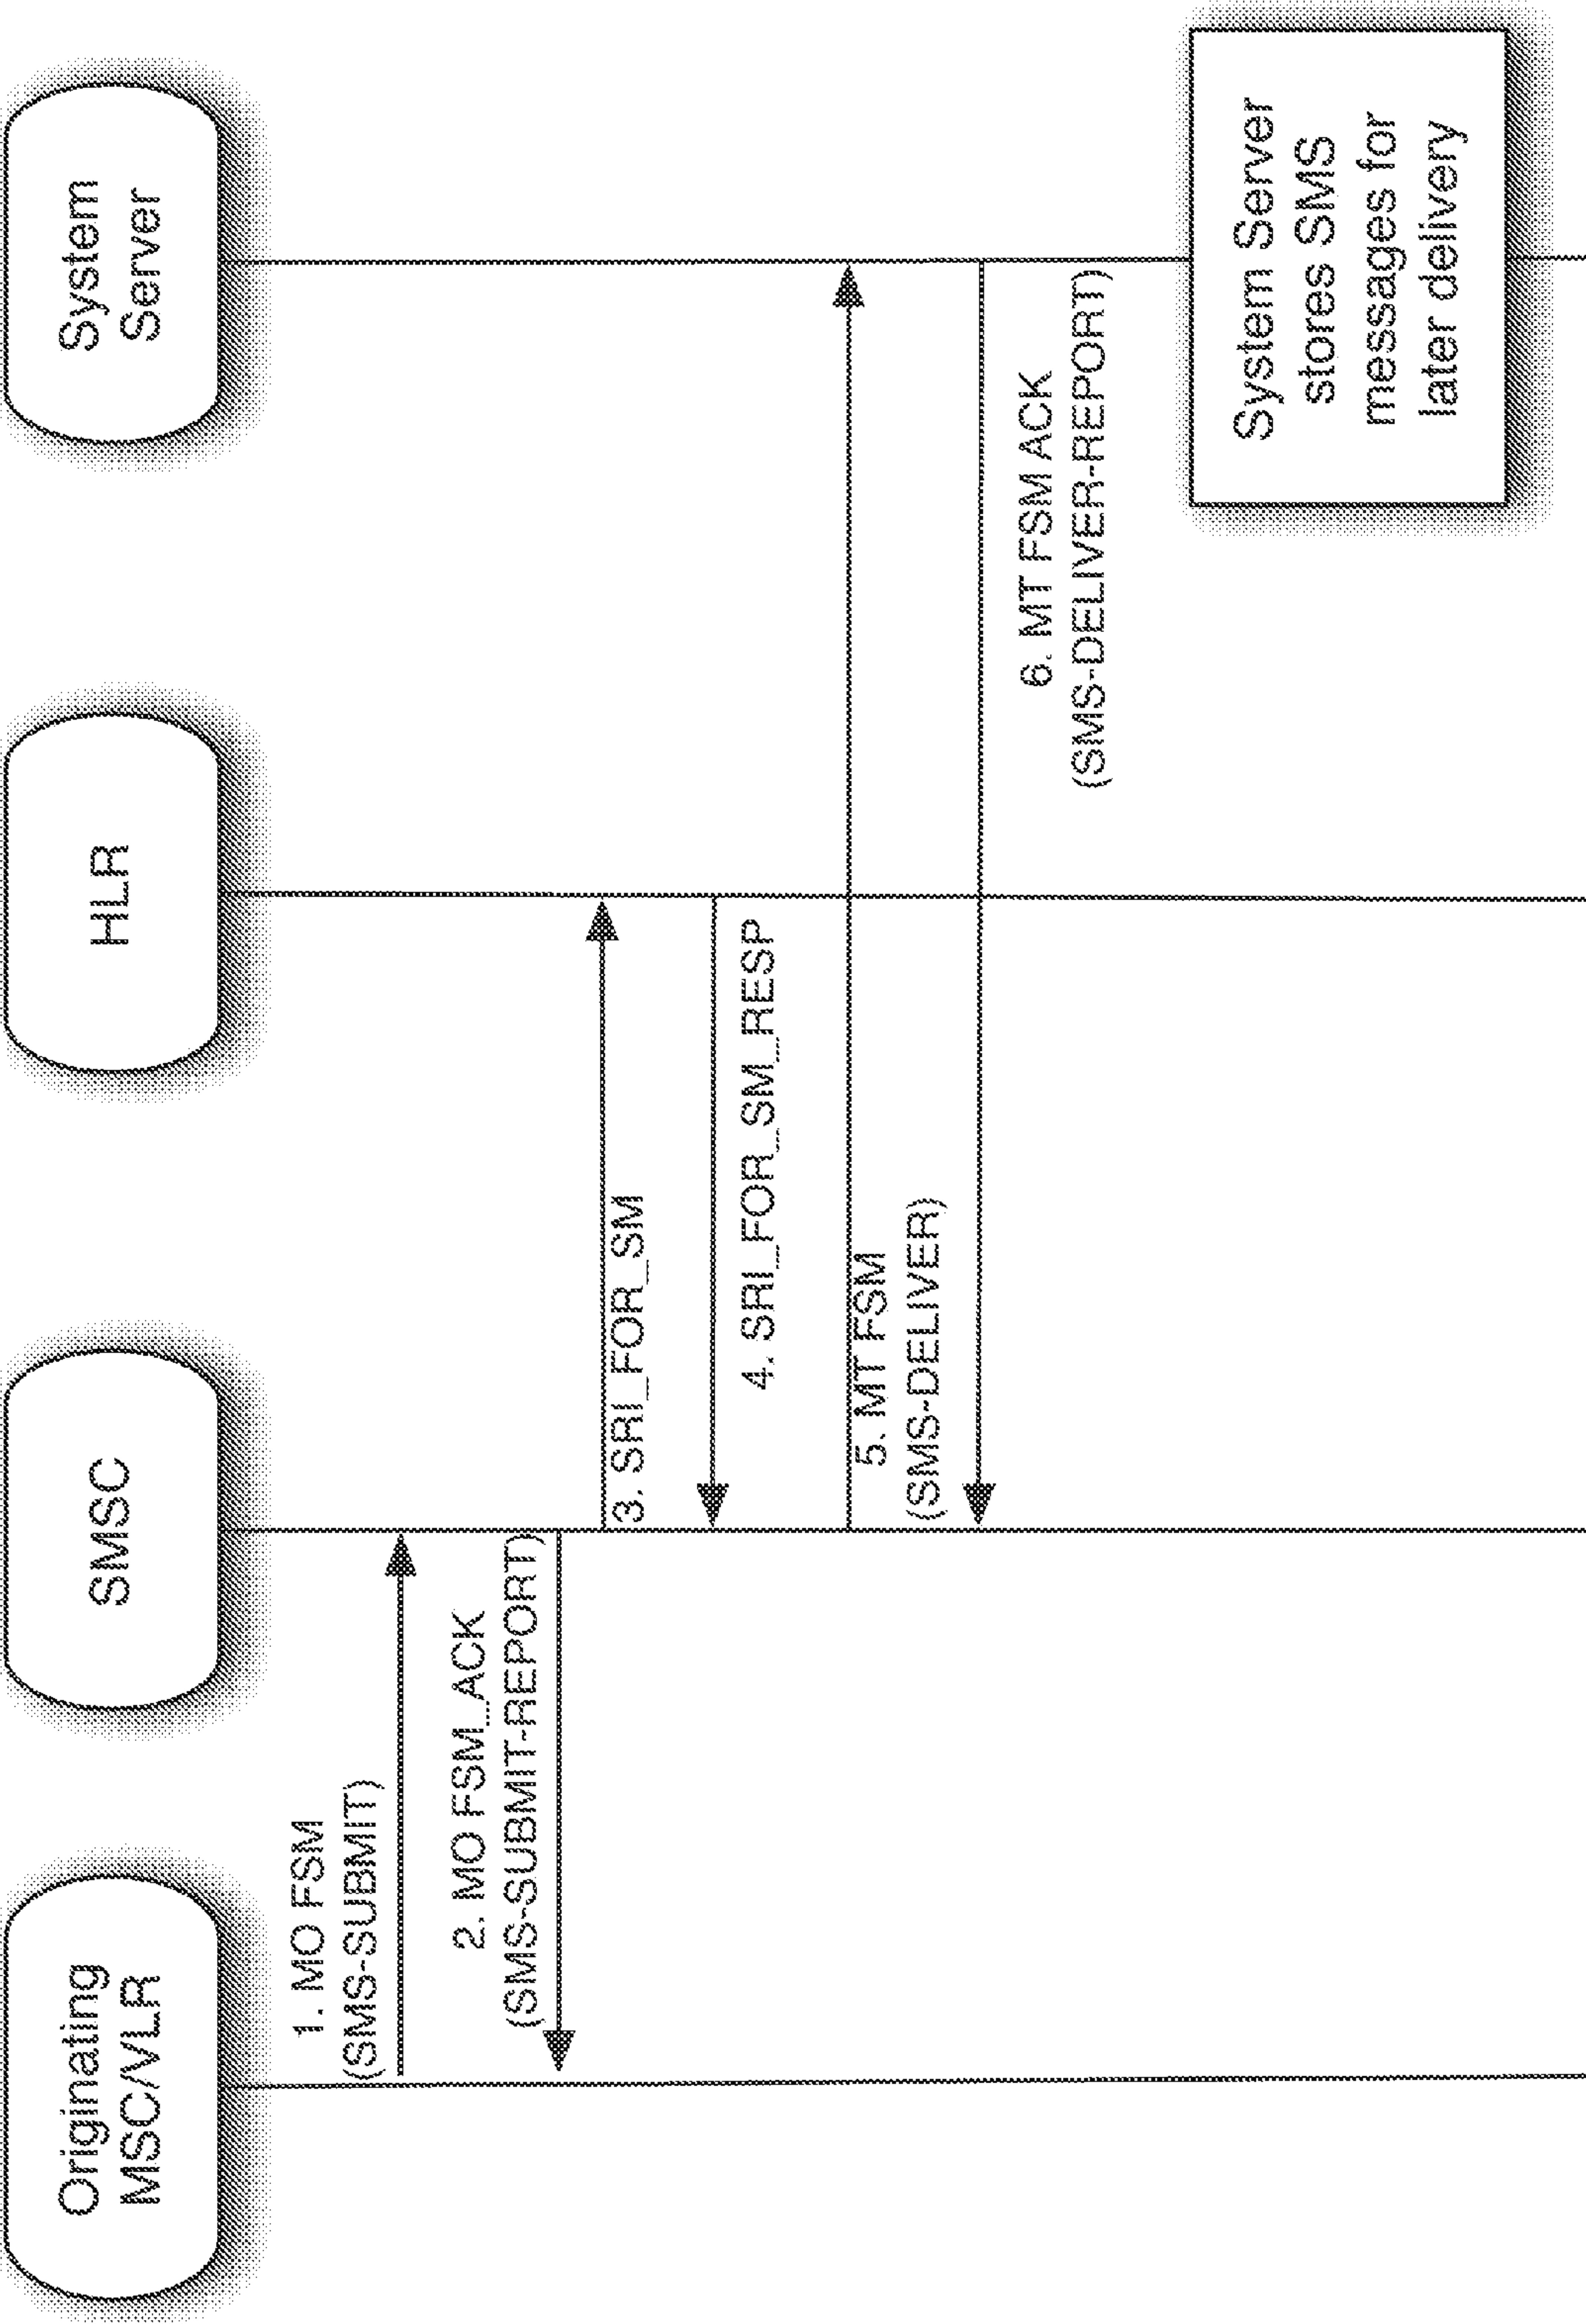 Originating
MSC/VLR
SMSC
HLR
System
Server
1. MO FSM
(SMS-SUBMIT)
2. MO FSM_ACK
(SMS-SUBMIT-REPORT)
3. SRI_FOR_SM
4. SRI_FOR_SM_RESP
5. MT FSM
(SMS-DELIVER)
6. MT FSM ACK
(SMS-DELIVER-REPORT)
System Server
stores SMS
messages for
later delivery